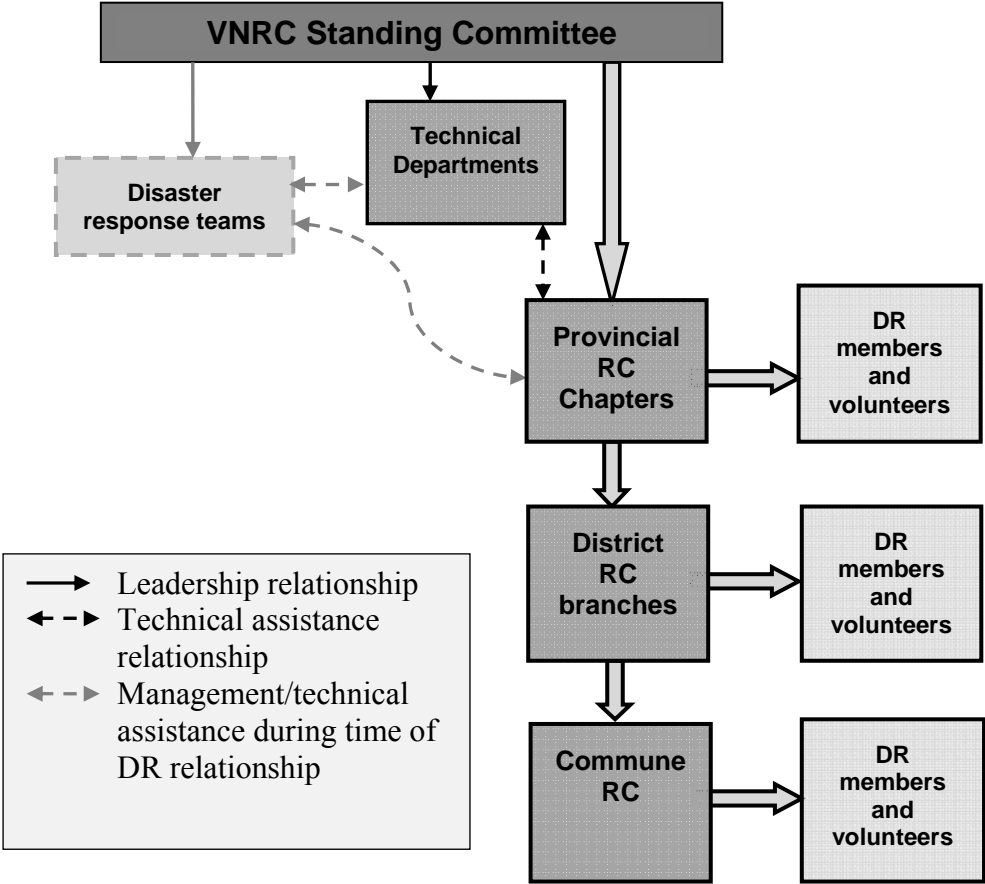 VNRC Standing Committee
Technical
Departments
Disaster
response teams
Provincial
RC
Chapters
DR
members
and
volunteers
District
RC
branches
DR
members
and
volunteers
Commune
RC
DR
members
and
volunteers
Leadership relationship
Technical assistance
relationship
Management/technical
assistance during time of
DR relationship